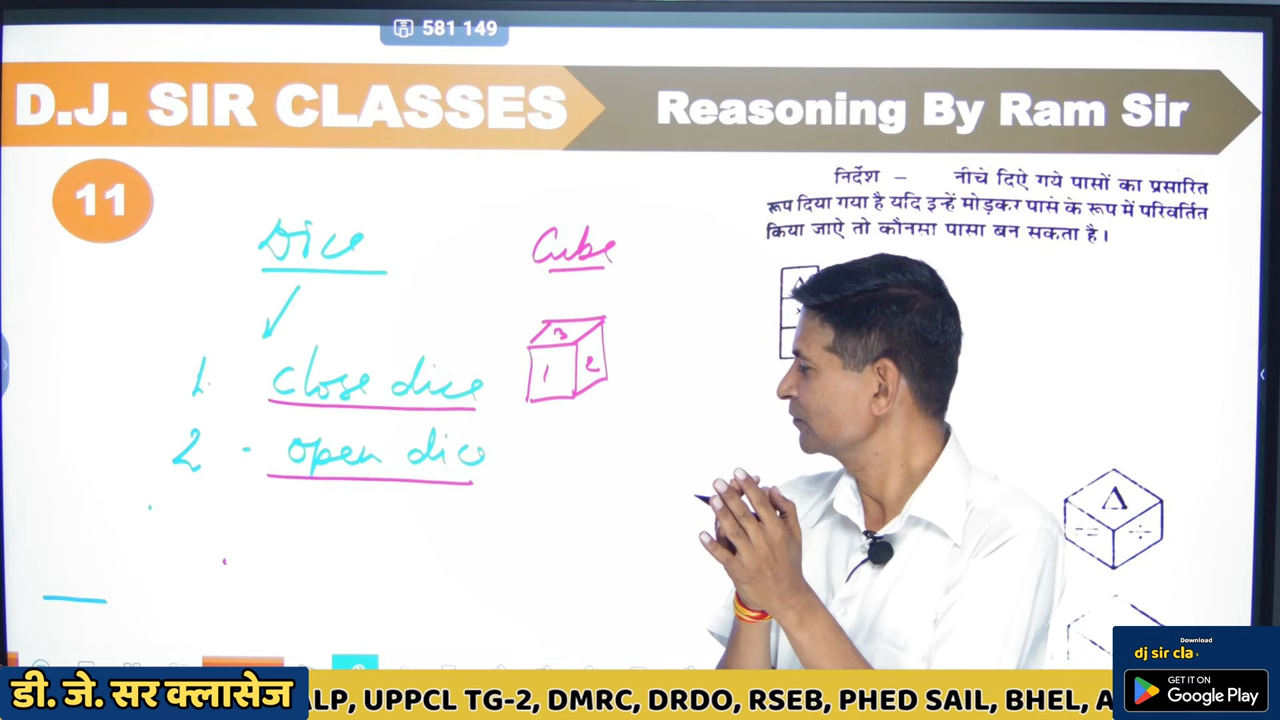 581 149
D.J. SIR CLASSES
Reasoning By Ram Sir
11
निर्देश – नीचे दिऐ गये पासों का प्रसारित
रूप दिया गया है यदि इन्हें मोड़कर पासे के रूप में परिवर्तित
किया जाऐ तो कौनसा पासा बन सकता है।
Dice
Cube
3
1 2
1. Close dice
2 - open dice
Δ
= ÷
Download
dj sir cla
GET IT ON
Google Play
डी. जे. सर क्लासेज
ALP, UPPCL TG-2, DMRC, DRDO, RSEB, PHED SAIL, BHEL, A